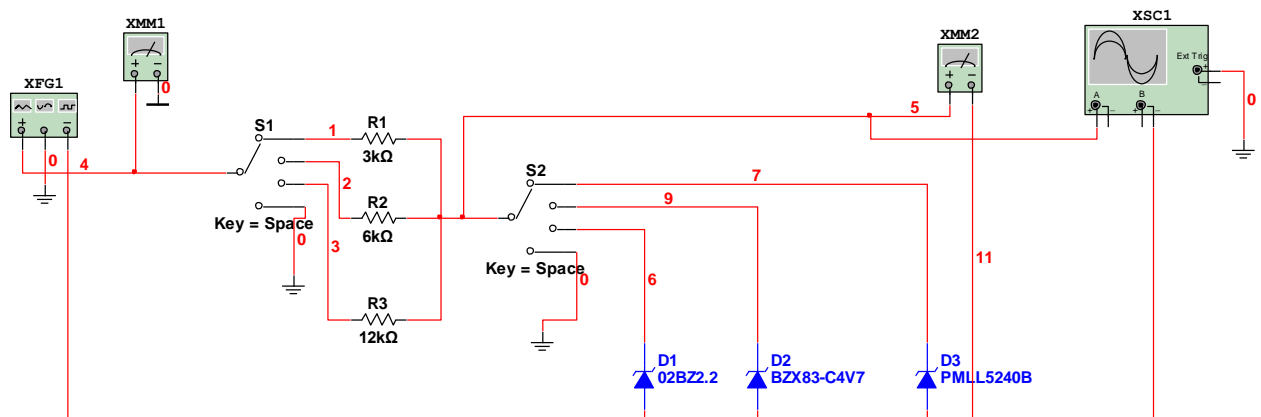 XSC1
XMM1
XMM2
Ext Trig
+
-
XFG1
+ -
+ -
A
B
+ -
+ -
0
5
0
+ -
S1
1
R1
3kΩ
0
4
2
S2
7
9
R2
6kΩ
Key = Space
0
3
Key = Space
0
6
11
R3
12kΩ
D1
02BZ2.2
D2
BZX83-C4V7
D3
PMLL5240B